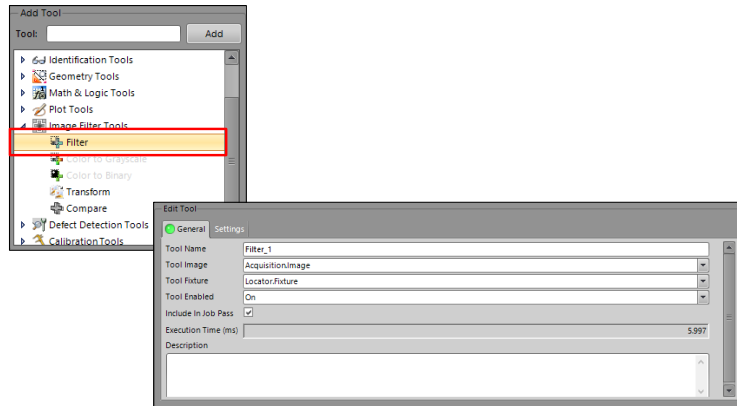 Add Tool
Tool:
Add
Identification Tools
Geometry Tools
Math & Logic Tools
Plot Tools
Image Filter Tools
Filter
Color to Grayscale
Color to Binary
Transform
Compare
Defect Detection Tools
Calibration Tools
Edit Tool
General Settings
Tool Name Filter_1
Tool Image Acquisition.Image
Tool Fixture Locator.Fixture
Tool Enabled On
Include In Job Pass
Execution Time (ms) 5.997
Description